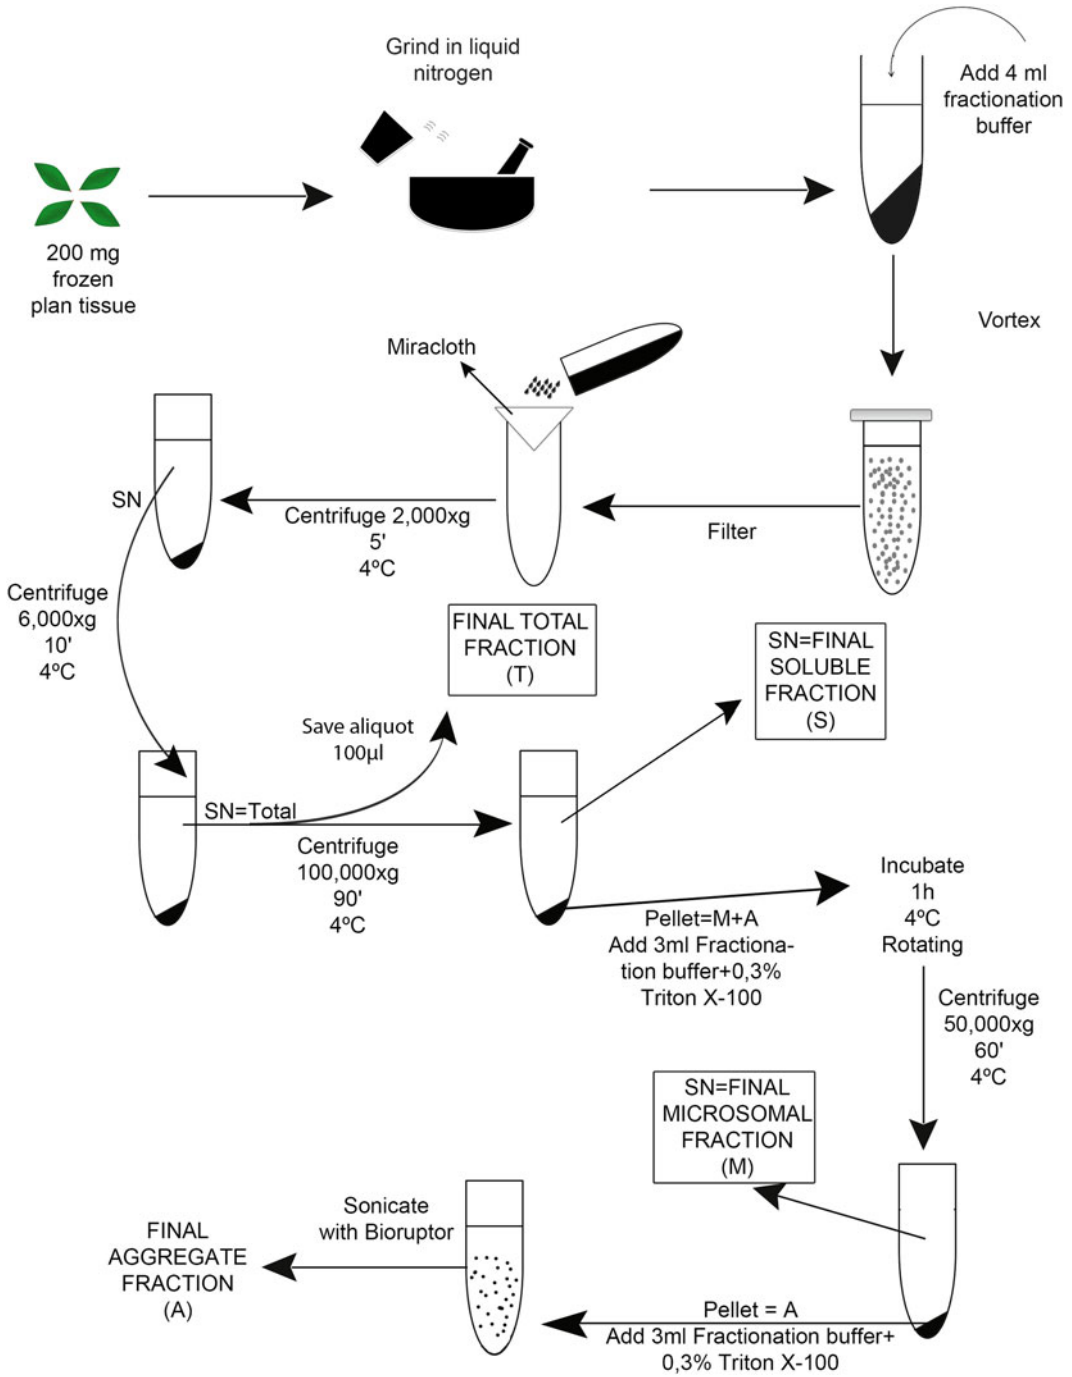 Grind in liquid
nitrogen
Add 4 ml
fractionation
buffer
200 mg
frozen
plan tissue
Vortex
Miracloth
Filter
Centrifuge 2,000xg
5'
4ºC
SN
Centrifuge
6,000xg
10'
4ºC
FINAL TOTAL
FRACTION
(T)
SN=FINAL
SOLUBLE
FRACTION
(S)
Save aliquot
100µl
SN=Total
Centrifuge
100,000xg
90'
4ºC
Pellet=M+A
Add 3ml Fractiona-
tion buffer+0,3%
Triton X-100
Incubate
1h
4ºC
Rotating
Centrifuge
50,000xg
60'
4ºC
SN=FINAL
MICROSOMAL
FRACTION
(M)
Pellet = A
Add 3ml Fractionation buffer+
0,3% Triton X-100
Sonicate
with Bioruptor
FINAL
AGGREGATE
FRACTION
(A)